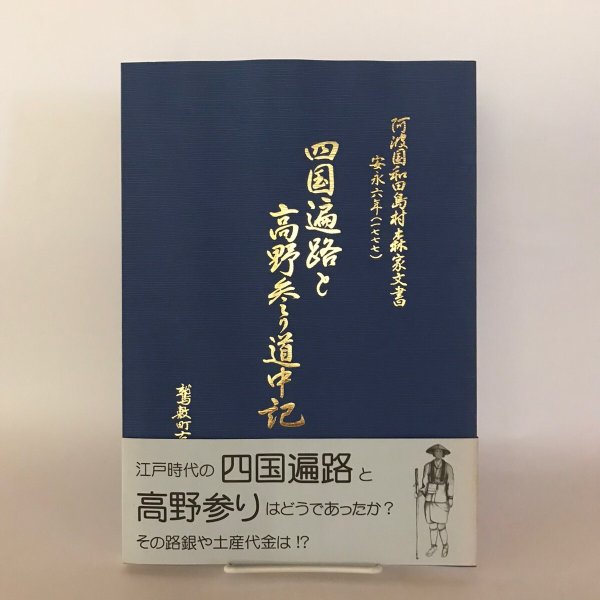 阿波国和田島村森家文書
安永六年(一七七七)
四国遍路と
高野参り道中記
鷲敷町
江戸時代の四国遍路と
高野参りはどうであったか?
その路銀や土産代金は!?